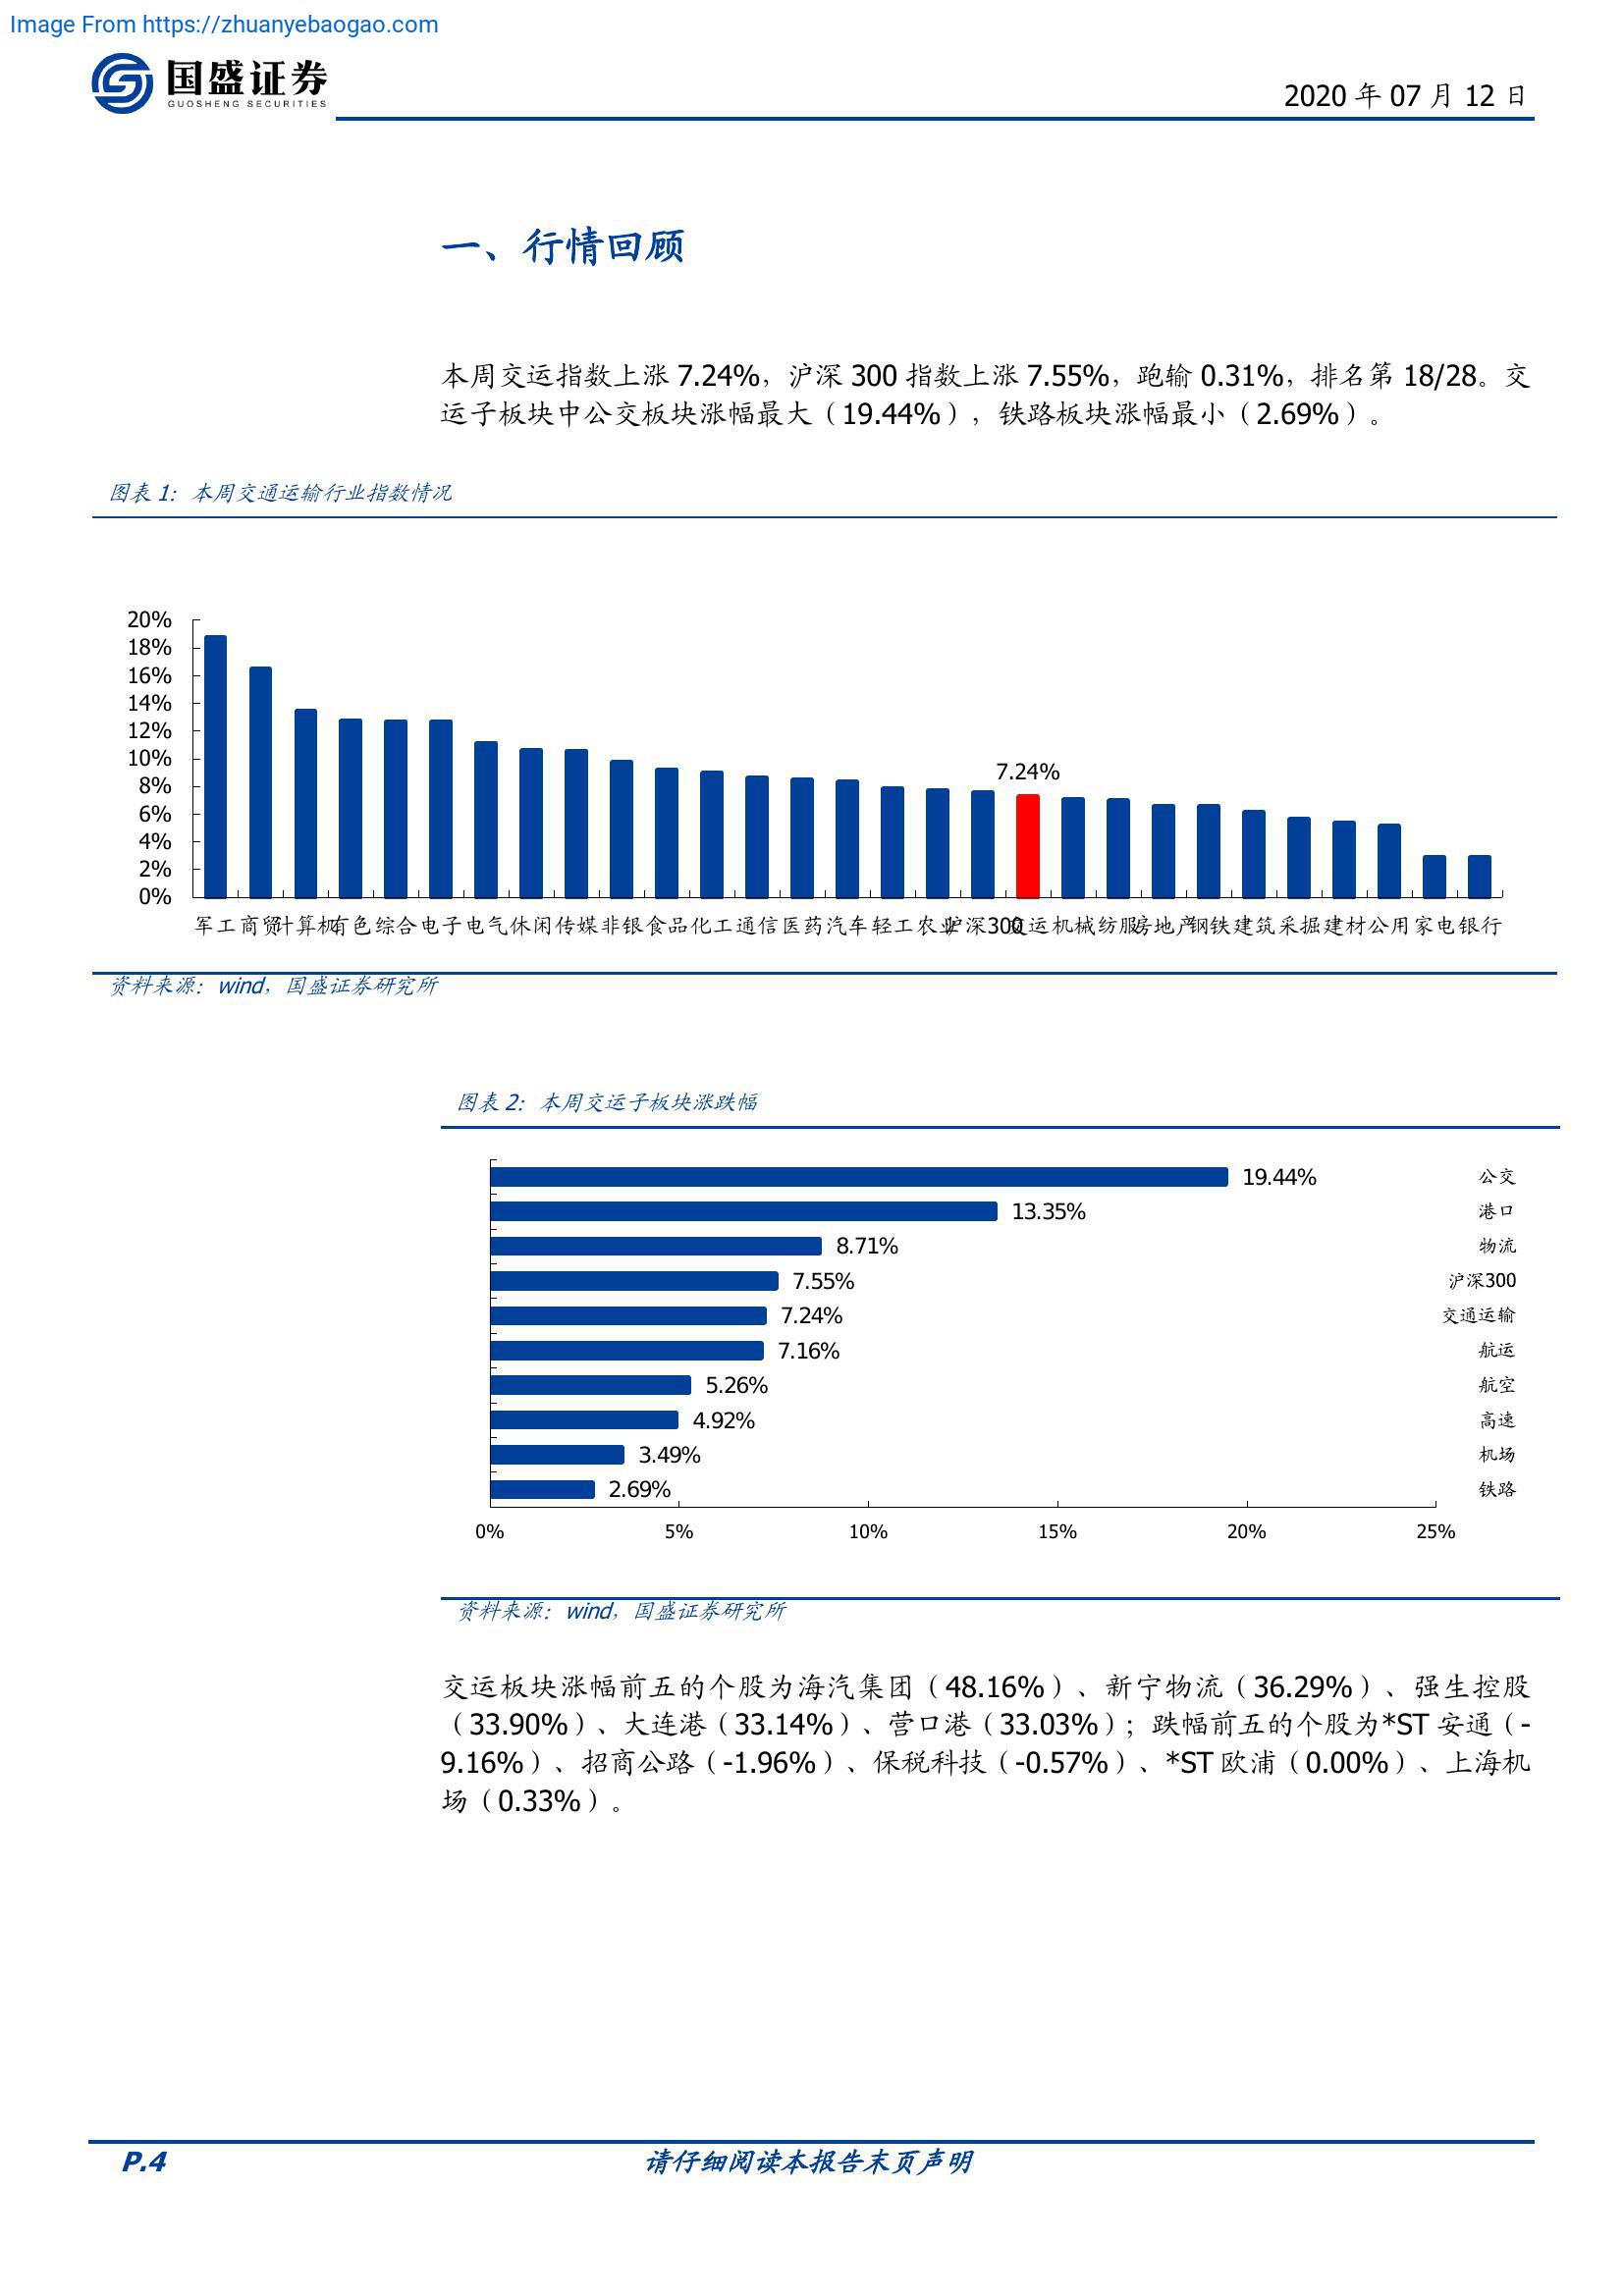 Image From https://zhuanyebaogao.com
国盛证券
GUOSHENG SECURITIES
2020 年 07 月 12 日
一、行情回顾
本周交运指数上涨 7.24%，沪深 300 指数上涨 7.55%，跑输 0.31%，排名第 18/28。交
运子板块中公交板块涨幅最大（19.44%），铁路板块涨幅最小（2.69%）。
图表 1：本周交通运输行业指数情况
20%
18%
16%
14%
12%
10%
8%
6%
4%
2%
0%
7.24%
军工 商贸 计算机 有色 综合 电子 电气 休闲 传媒 非银 食品 化工 通信 医药 汽车 轻工 农业 沪深300 交运 机械 纺服 房地产 钢铁 建筑 采掘 建材 公用 家电 银行
资料来源：wind，国盛证券研究所
图表 2：本周交运子板块涨跌幅
19.44% 公交
13.35% 港口
8.71% 物流
7.55% 沪深300
7.24% 交通运输
7.16% 航运
5.26% 航空
4.92% 高速
3.49% 机场
2.69% 铁路
0% 5% 10% 15% 20% 25%
资料来源：wind，国盛证券研究所
交运板块涨幅前五的个股为海汽集团（48.16%）、新宁物流（36.29%）、强生控股
（33.90%）、大连港（33.14%）、营口港（33.03%）；跌幅前五的个股为*ST 安通（-
9.16%）、招商公路（-1.96%）、保税科技（-0.57%）、*ST 欧浦（0.00%）、上海机
场（0.33%）。
P.4 请仔细阅读本报告末页声明